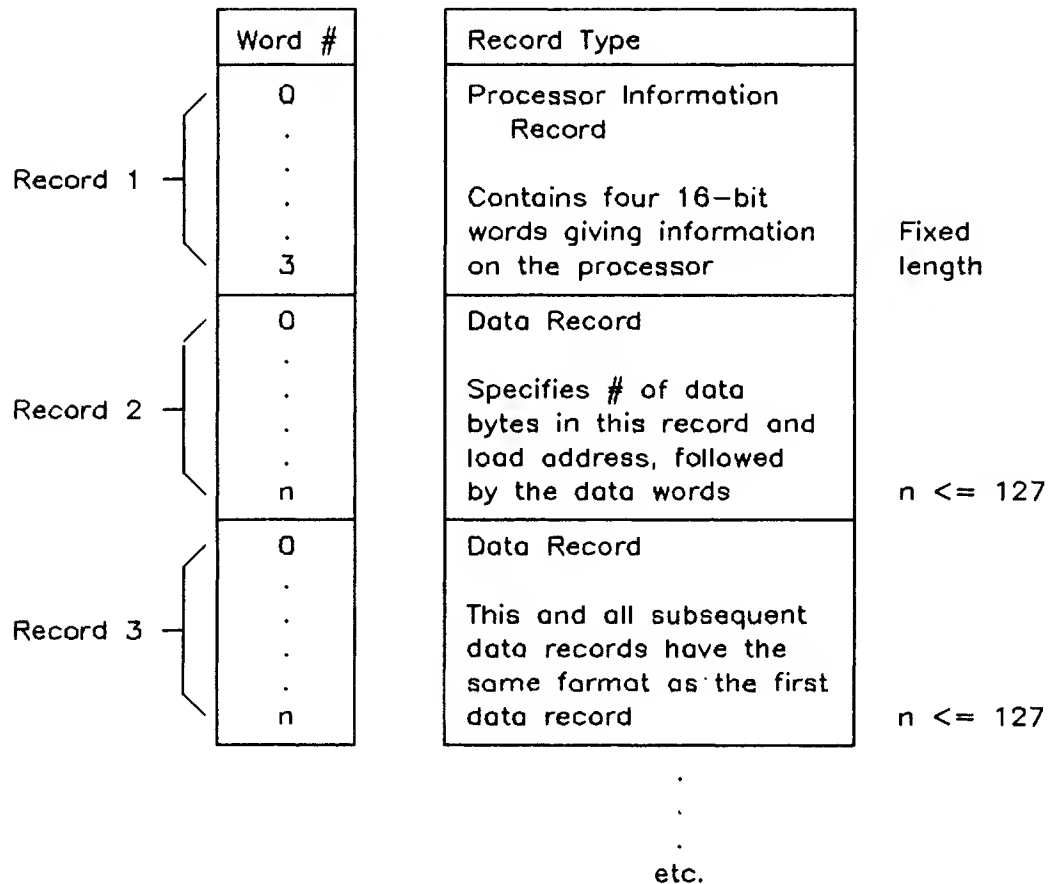 Word #
Record Type
Record 1
0
.
.
.
.
3
Processor Information
Record
Contains four 16-bit
words giving information
on the processor
Fixed
length
Record 2
0
.
.
.
.
n
Data Record
Specifies # of data
bytes in this record and
load address, followed
by the data words
n <= 127
Record 3
0
.
.
.
.
n
Data Record
This and all subsequent
data records have the
same format as the first
data record
n <= 127
.
.
.
etc.